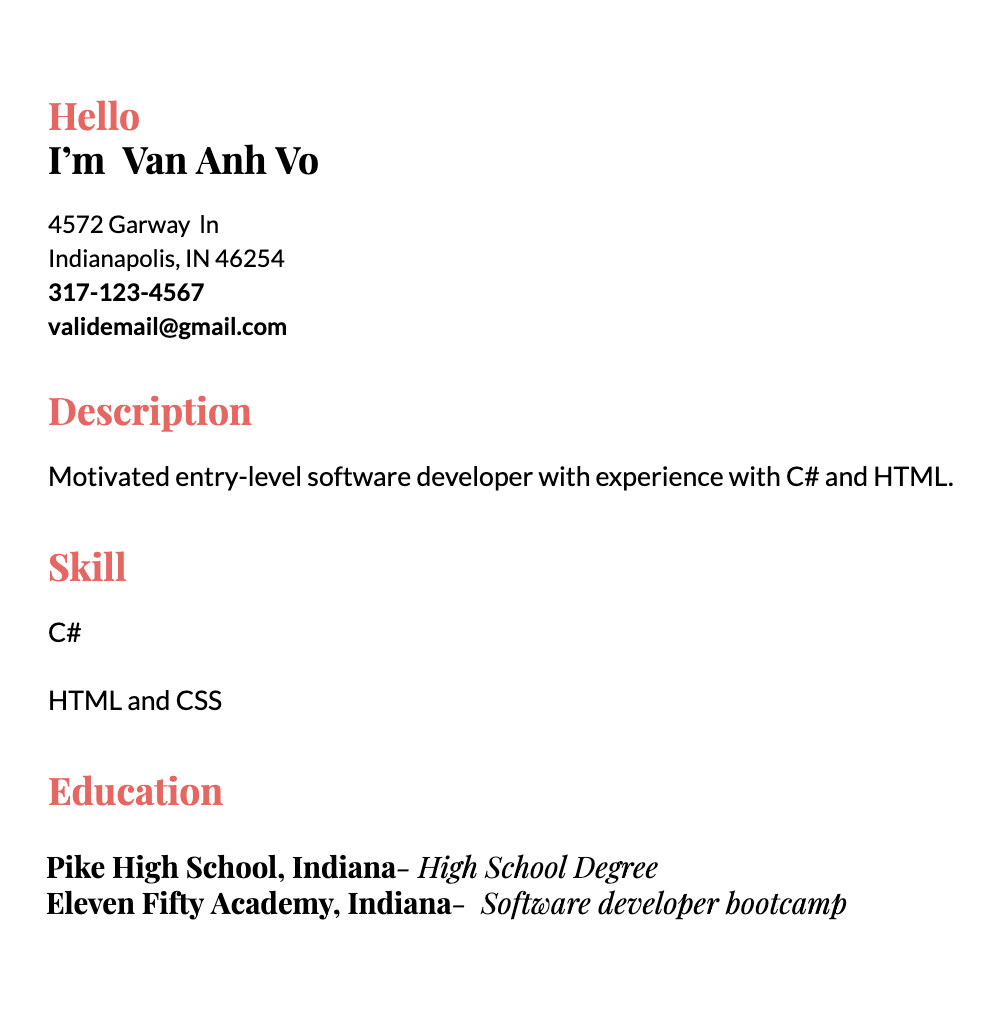 Hello
I’m  Van Anh Vo
4572 Garway  ln
Indianapolis, IN 46254
317-123-4567
validemail@gmail.com
Description
Motivated entry-level software developer with experience with C# and HTML.
Skill
C#
HTML and CSS
Education
Pike High School, Indiana– High School Degree
Eleven Fifty Academy, Indiana–  Software developer bootcamp